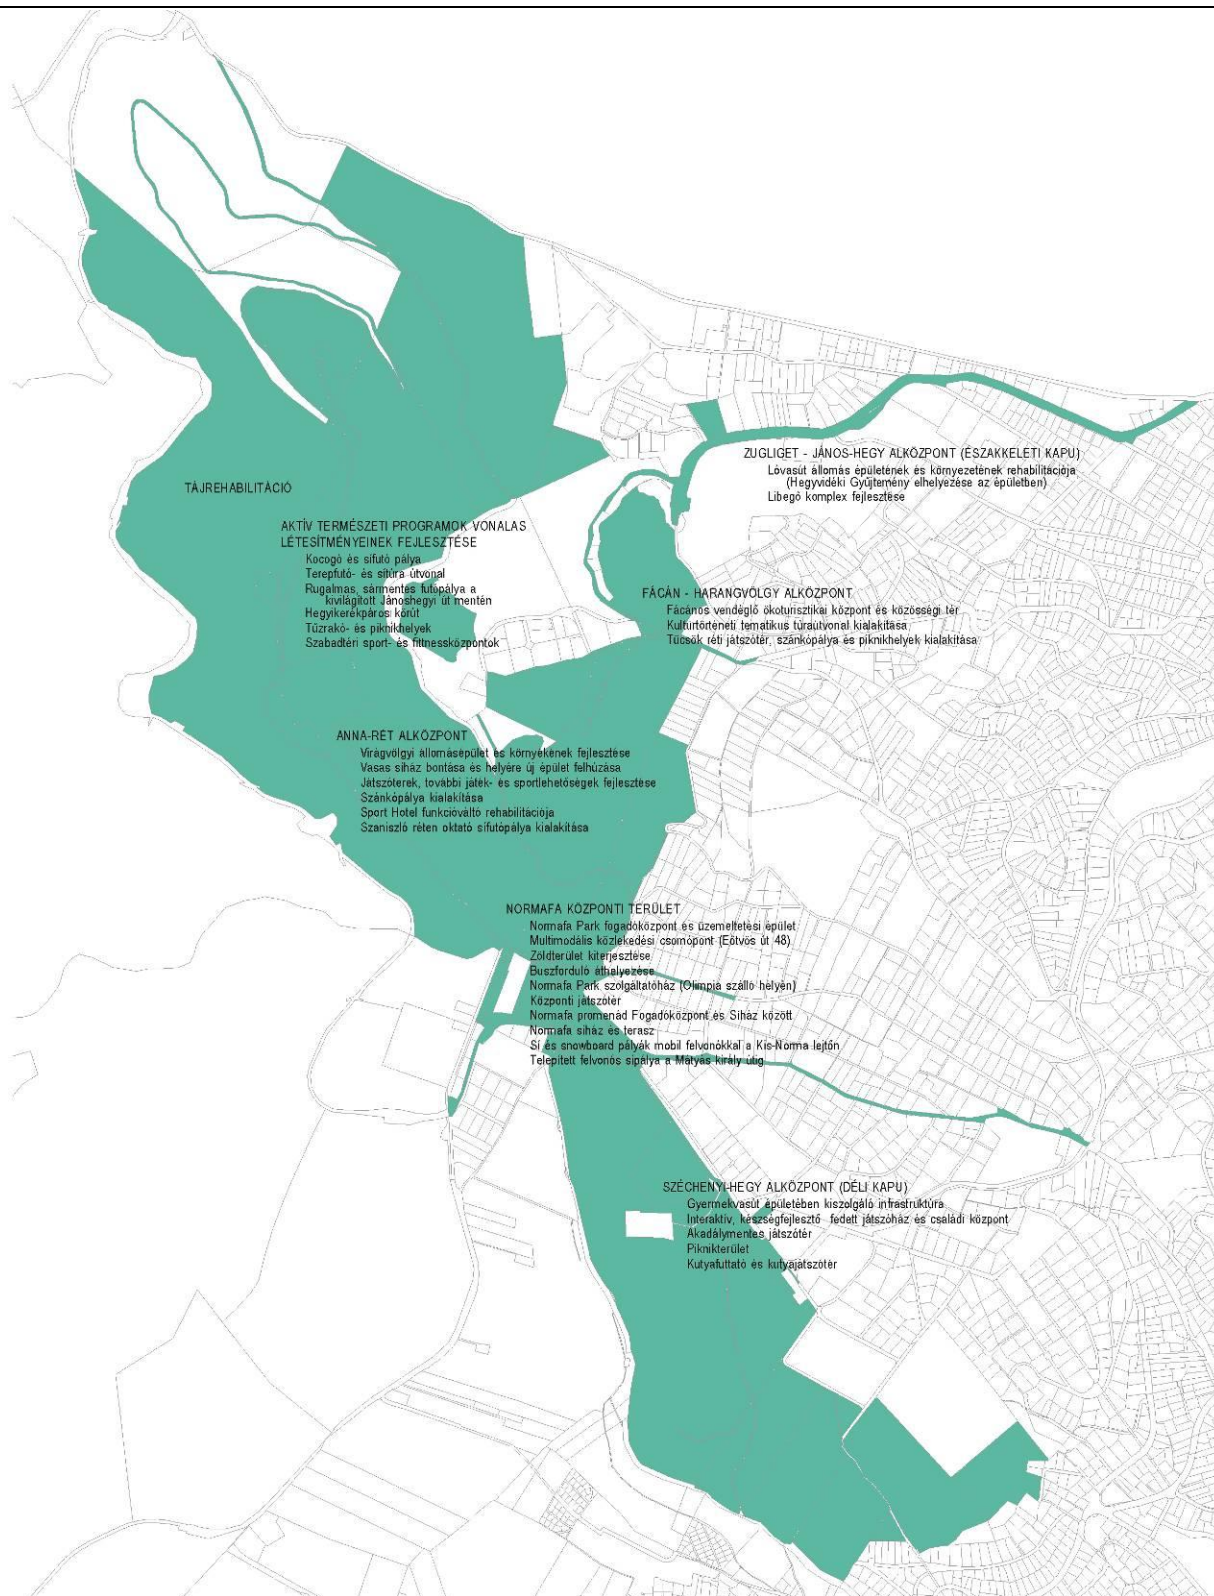 ZUGLIGET - JÁNOS-HEGY ALKÖZPONT (ÉSZAKKELETI KAPU)
Lóvasút állomás épületének és környezetének rehabilitációja
(Hegyvidéki Gyűjtemény elhelyezése az épületben)
Libegő komplex fejlesztése
TÁJREHABILITÁCIÓ
AKTÍV TERMÉSZETI PROGRAMOK VONALAS
LÉTESÍTMÉNYEINEK FEJLESZTÉSE
Kocogó és sífutó pálya
Terepfutó- és sítúra útvonal
Rugalmas, sármentes futópálya a
kivilágított Jánoshegyi út mentén
Hegyikerékpáros körút
Tűzrakó- és piknikhelyek
Szabadtéri sport- és fittnessközpontok
FÁCÁN - HARANGVÖLGY ALKÖZPONT
Fácános vendéglő ökoturisztikai központ és közösségi tér
Kultúrtörténeti tematikus túraútvonal kialakítása
Tücsök réti játszótér, szánkópálya és piknikhelyek kialakítása
ANNA-RÉT ALKÖZPONT
Virágvölgyi állomásépület és környékének fejlesztése
Vasas síház bontása és helyére új épület felhúzása
Játszóterek, további játék- és sportlehetőségek fejlesztése
Szánkópálya kialakítása
Sport Hotel funkcióváltó rehabilitációja
Szaniszló réten oktató sífutópálya kialakítása
NORMAFA KÖZPONTI TERÜLET
Normafa Park fogadóközpont és üzemeltetési épület
Multimodális közlekedési csomópont (Eötvös út 48)
Zöldterület kiterjesztése
Buszforduló áthelyezése
Normafa Park szolgáltatóház (Olimpia szálló helyén)
Központi játszótér
Normafa promenád Fogadóközpont és Síház között
Normafa síház és terasz
Sí és snowboard pályák mobil felvonókkal a Kis-Norma lejtőn
Telepített felvonós sípálya a Mátyás király útig
SZÉCHENYI-HEGY ALKÖZPONT (DÉLI KAPU)
Gyermekvasút épületében kiszolgáló infrastruktúra
Interaktív, készségfejlesztő fedett játszóház és családi központ
Akadálymentes játszótér
Piknikterület
Kutyafuttató és kutyajátszótér